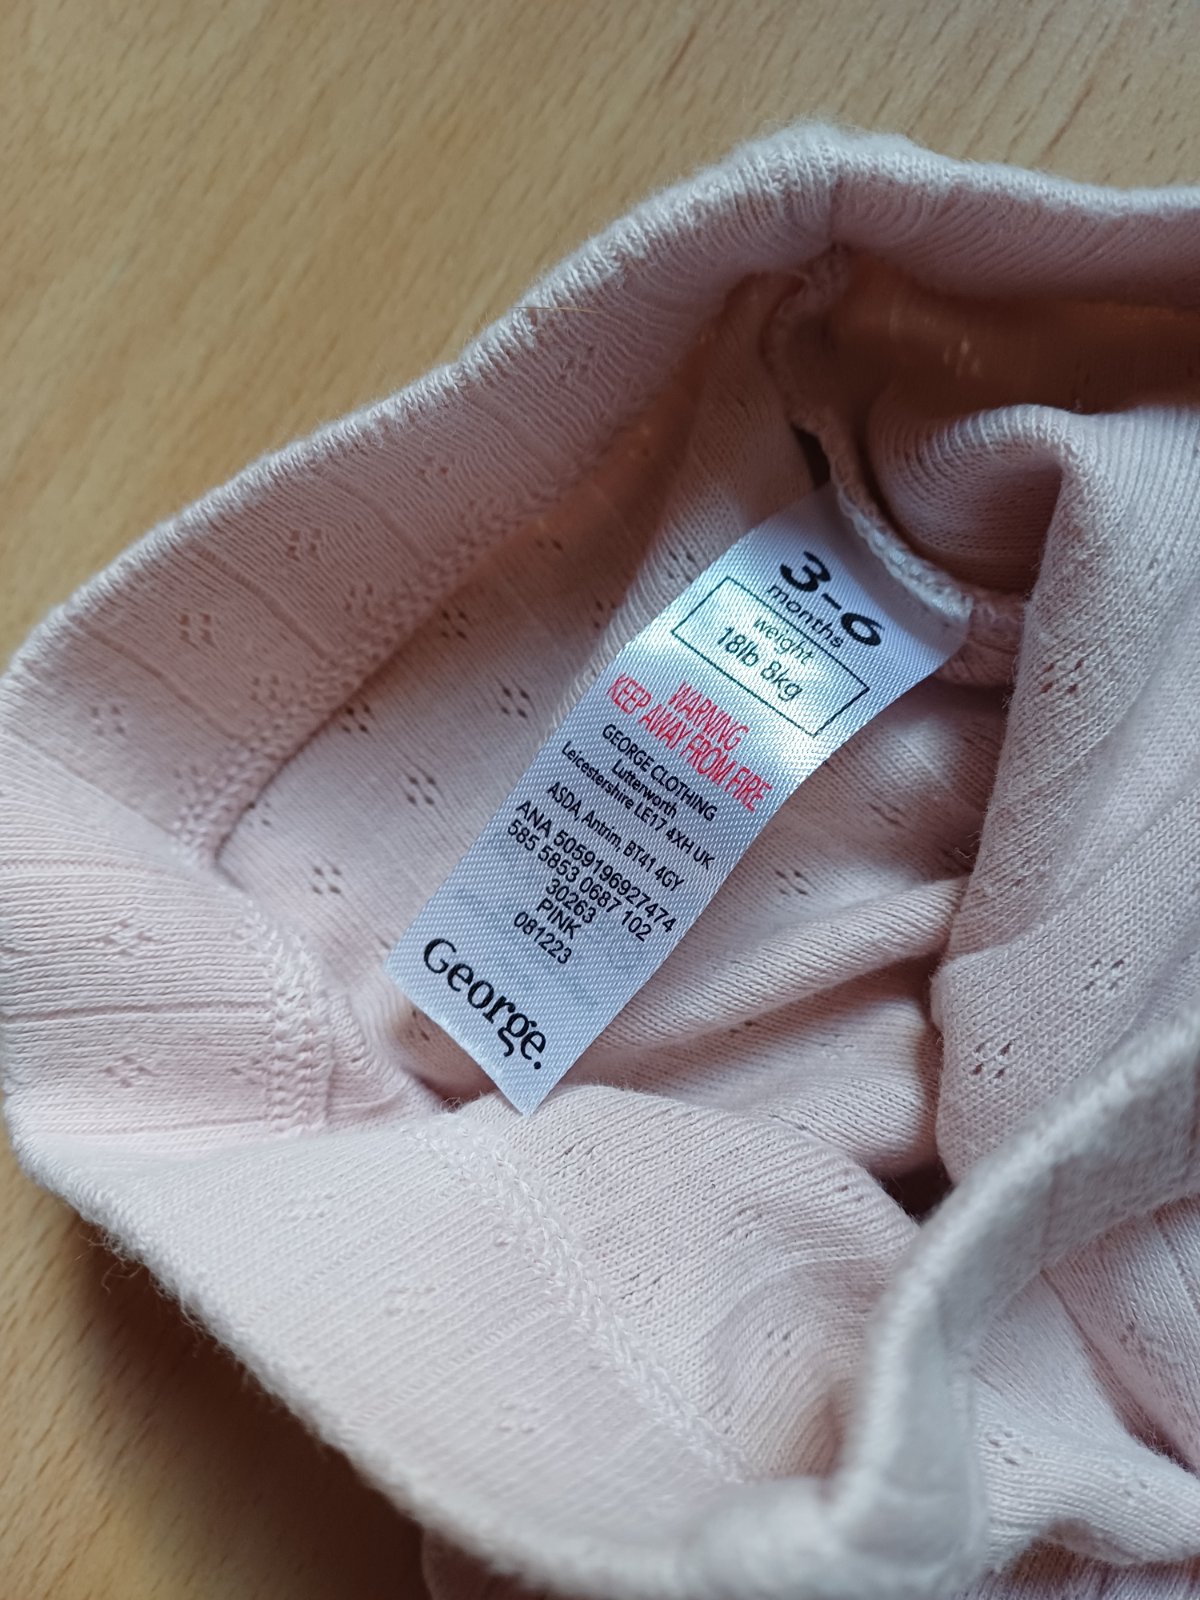 3-6
months
weight
18lb 8kg
WARNING
KEEP AWAY FROM FIRE
GEORGE CLOTHING
Lutterworth
Leicestershire LE17 4XH UK
ASDA, Antrim, BT41 4GY
ANA 5059196927474
585 5853 0687 102
30263
PINK
081223
George.